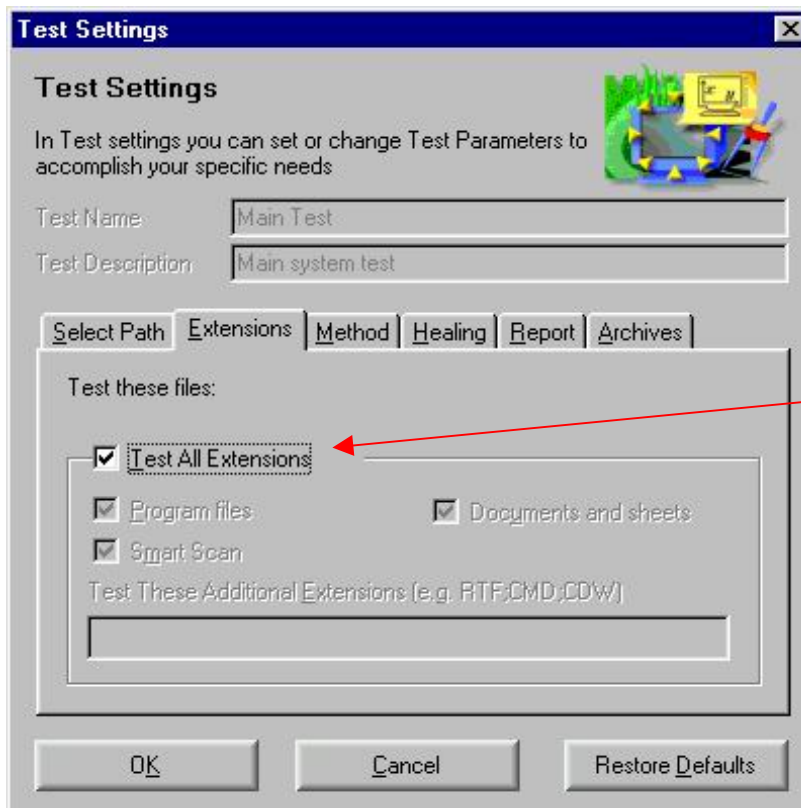 Test Settings
Test Settings
In Test settings you can set or change Test Parameters to
accomplish your specific needs
Test Name Main Test
Test Description Main system test
Select Path Extensions Method Healing Report Archives
Test these files:
Test All Extensions
Program files Documents and sheets
Smart Scan
Test These Additional Extensions (e.g. RTF;CMD;CDW)
OK Cancel Restore Defaults